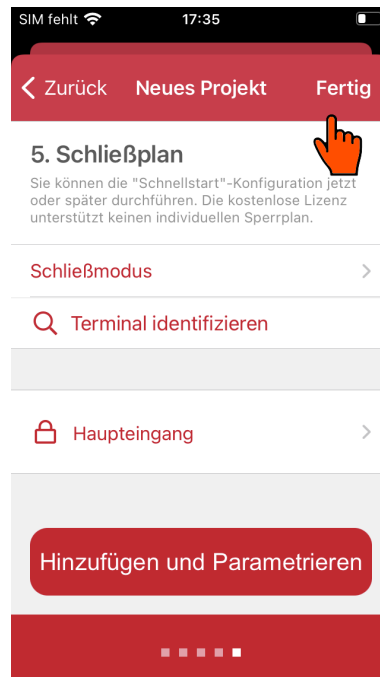 SIM fehlt 17:35
Zurück Neues Projekt Fertig
5. Schließplan
Sie können die "Schnellstart"-Konfiguration jetzt
oder später durchführen. Die kostenlose Lizenz
unterstützt keinen individuellen Sperrplan.
Schließmodus
Terminal identifizieren
Haupteingang
Hinzufügen und Parametrieren